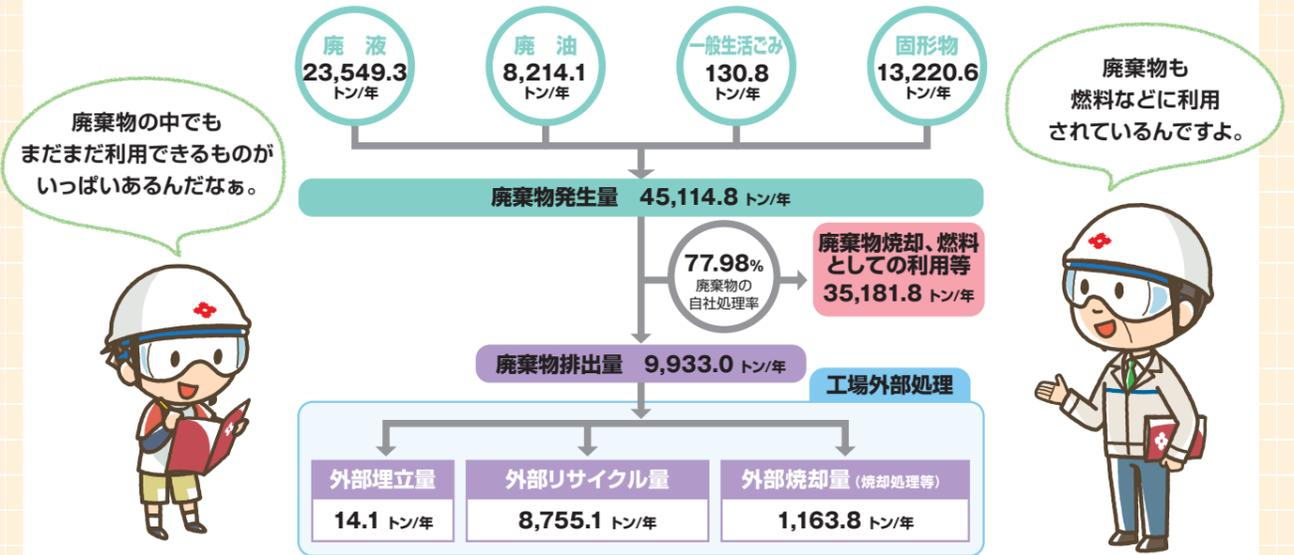 廃　液
23,549.3
トン/年
廃　油
8,214.1
トン/年
一般生活ごみ
130.8
トン/年
固形物
13,220.6
トン/年
廃棄物の中でも
まだまだ利用できるものが
いっぱいあるんだなぁ。
廃棄物も
燃料などに利用
されているんですよ。
廃棄物発生量　45,114.8 トン/年
77.98%
廃棄物の
自社処理率
廃棄物焼却、燃料
としての利用等
35,181.8 トン/年
廃棄物排出量　9,933.0 トン/年
工場外部処理
外部埋立量
14.1 トン/年
外部リサイクル量
8,755.1 トン/年
外部焼却量（焼却処理等）
1,163.8 トン/年